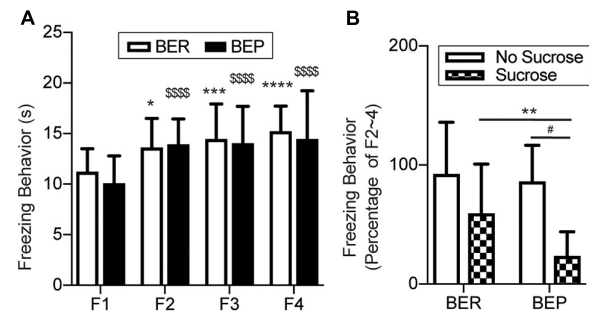 A
Freezing Behavior (s)
25
20
15
10
5
0
BER
BEP
*
$$$$
***
$$$$
****
$$$$
F1
F2
F3
F4
B
Freezing Behavior
(Percentage of F2~4)
200
100
0
No Sucrose
Sucrose
**
#
BER
BEP